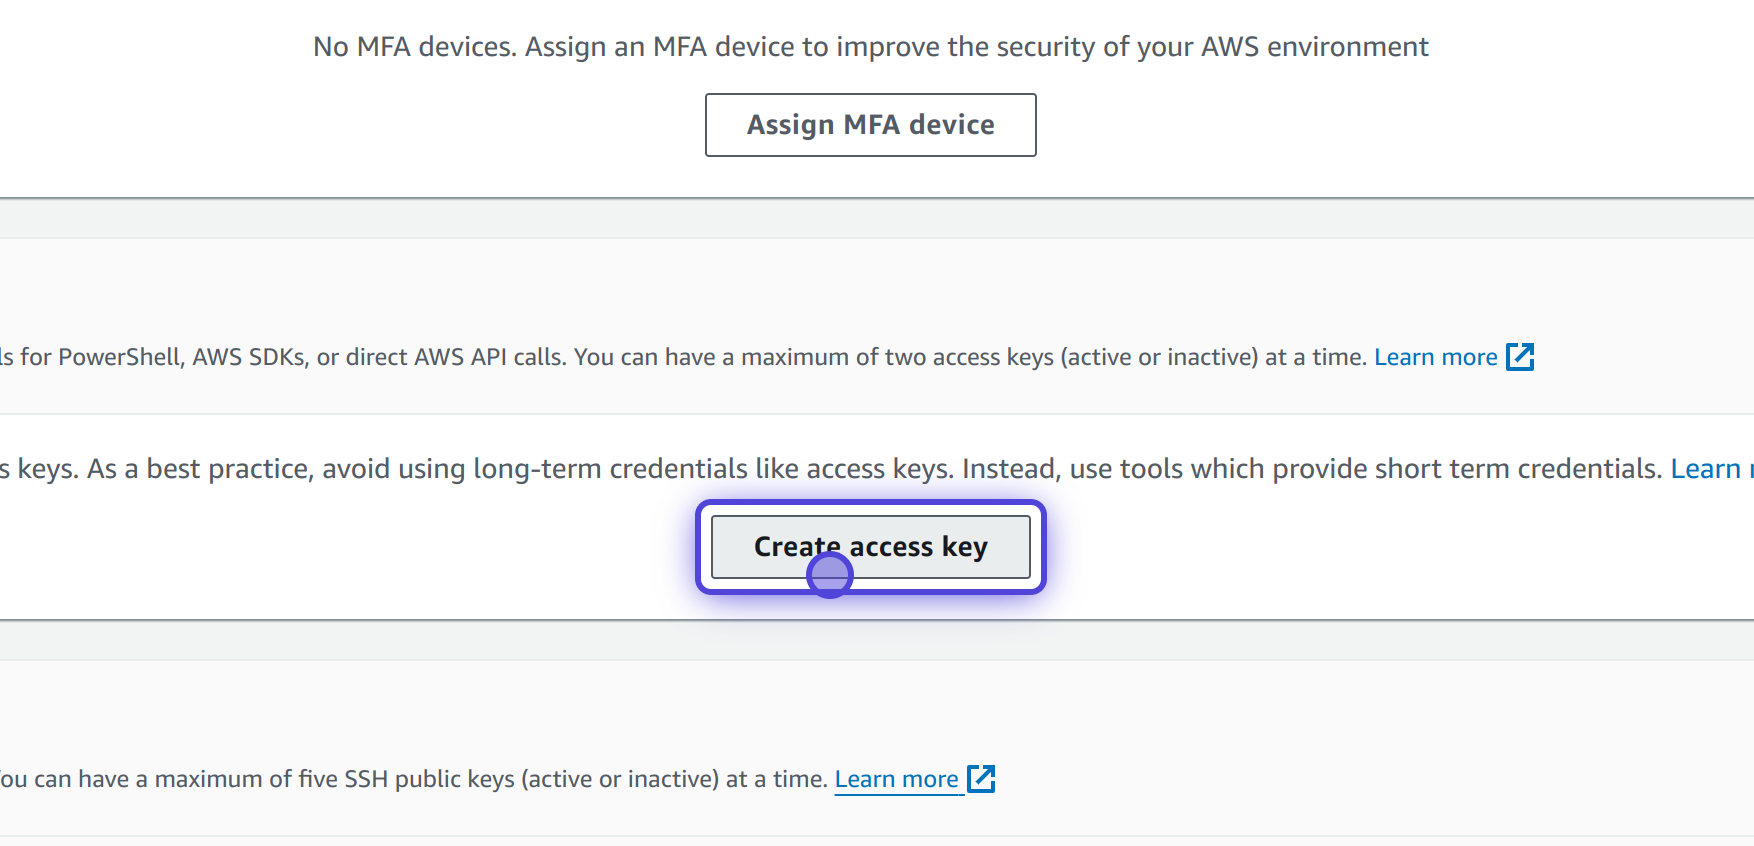 No MFA devices. Assign an MFA device to improve the security of your AWS environment
Assign MFA device
for PowerShell, AWS SDKs, or direct AWS API calls. You can have a maximum of two access keys (active or inactive) at a time. Learn more
keys. As a best practice, avoid using long-term credentials like access keys. Instead, use tools which provide short term credentials. Learn
Create access key
ou can have a maximum of five SSH public keys (active or inactive) at a time. Learn more